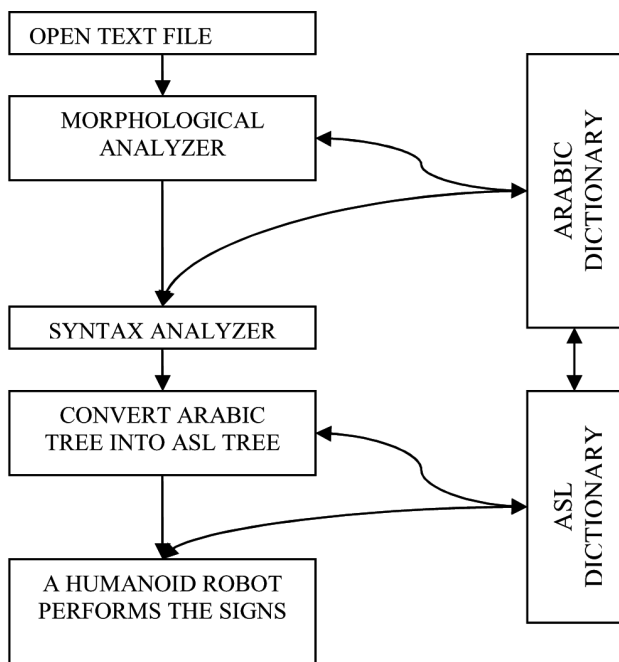 OPEN TEXT FILE
MORPHOLOGICAL
ANALYZER
SYNTAX ANALYZER
CONVERT ARABIC
TREE INTO ASL TREE
A HUMANOID ROBOT
PERFORMS THE SIGNS
ARABIC
DICTIONARY
ASL
DICTIONARY